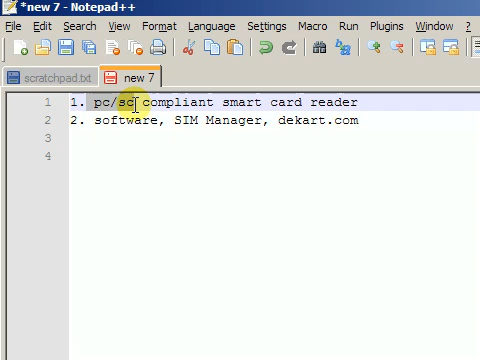 *new 7 - Notepad++
File Edit Search View Format Language Settings Macro Run Plugins Window ?
scratchpad.txt new 7
1 1. pc/sc compliant smart card reader
2 2. software, SIM Manager, dekart.com
3
4